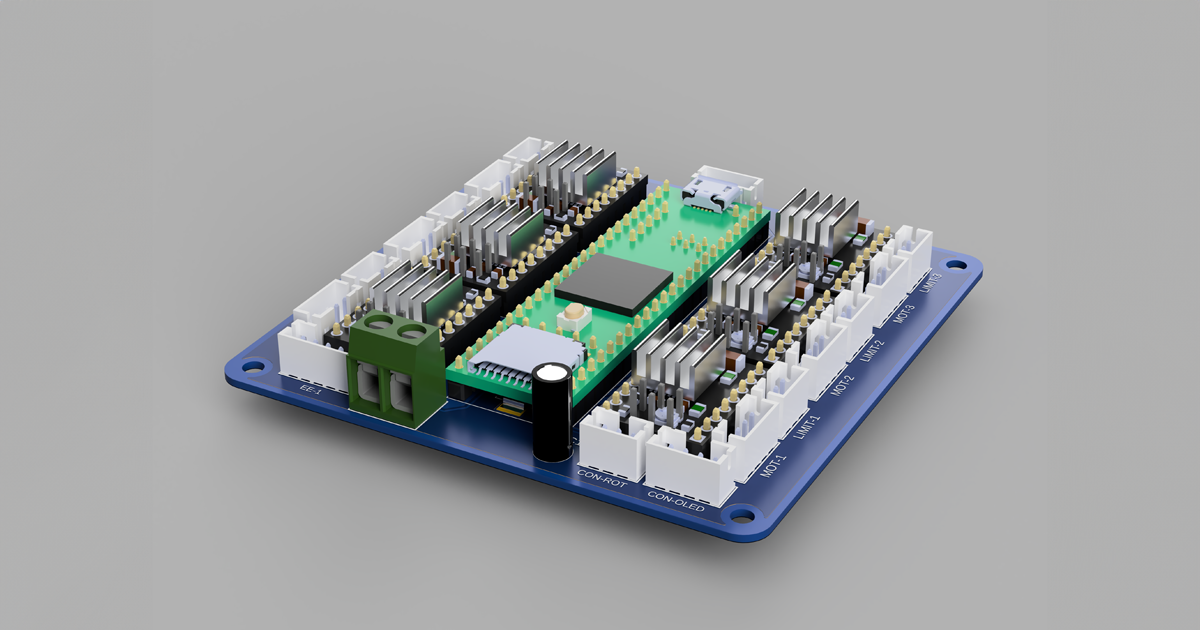 EE-1
CON-ROT
CON-OLED
MOT-1
LIMIT-1
MOT-2
LIMIT-2
MOT-3
LIMIT-3